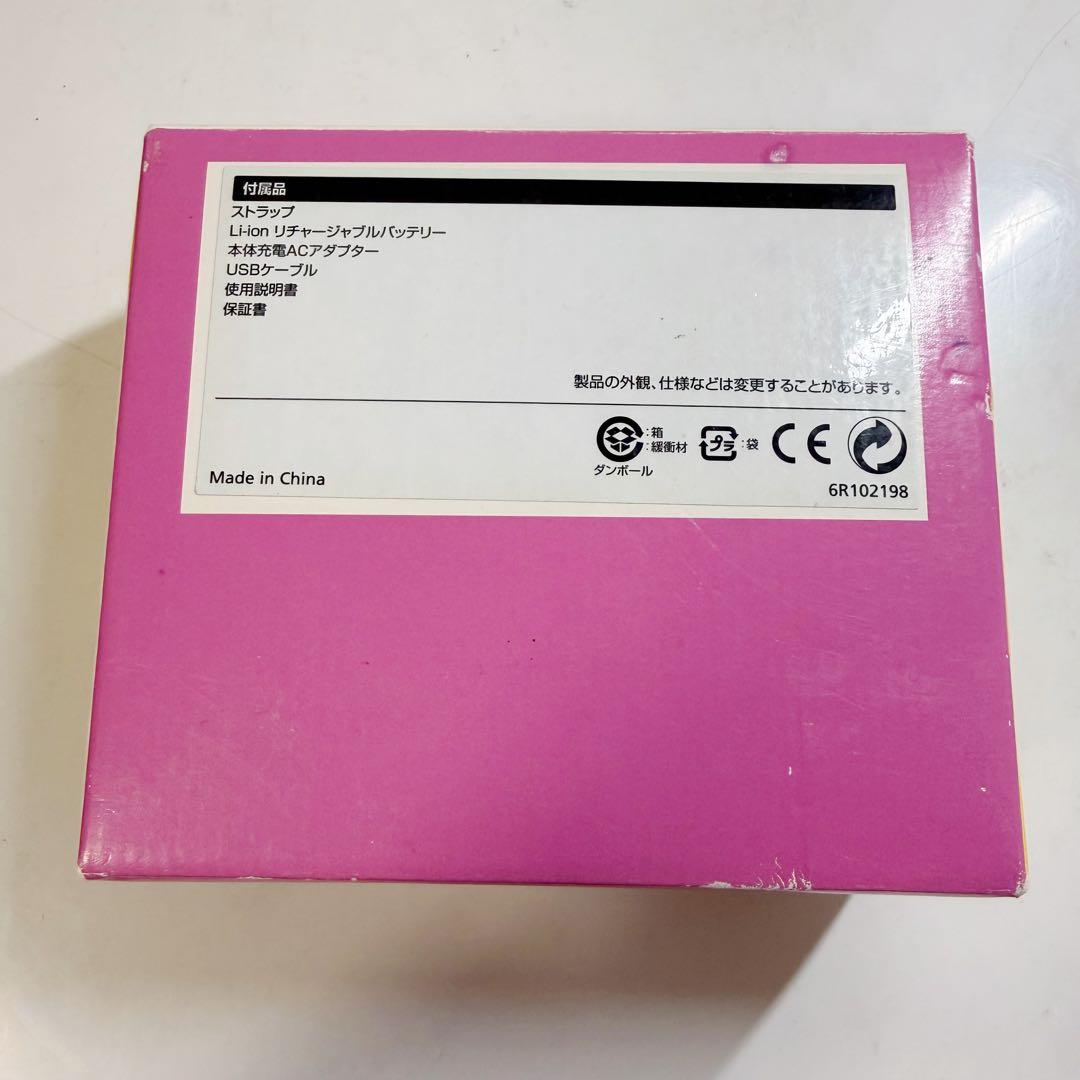 付属品
ストラップ
Li-ion リチャージャブルバッテリー
本体充電ACアダプター
USBケーブル
使用説明書
保証書
製品の外観、仕様などは変更することがあります。
:箱
:緩衝材
ダンボール
プラ
:袋
CE
Made in China
6R102198